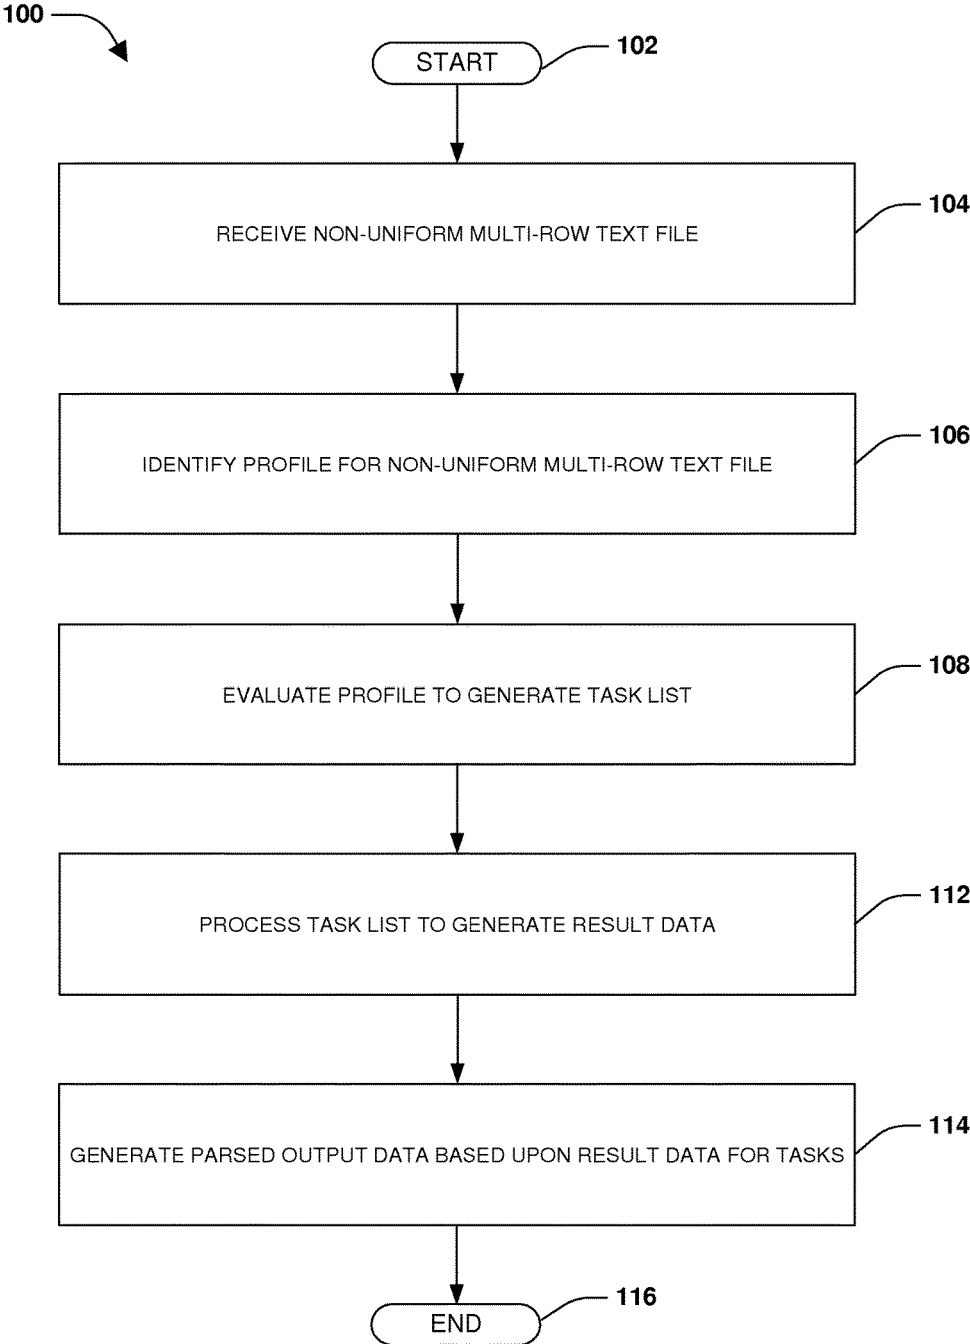 100
START
102
RECEIVE NON-UNIFORM MULTI-ROW TEXT FILE
104
IDENTIFY PROFILE FOR NON-UNIFORM MULTI-ROW TEXT FILE
106
EVALUATE PROFILE TO GENERATE TASK LIST
108
PROCESS TASK LIST TO GENERATE RESULT DATA
112
GENERATE PARSED OUTPUT DATA BASED UPON RESULT DATA FOR TASKS
114
END
116